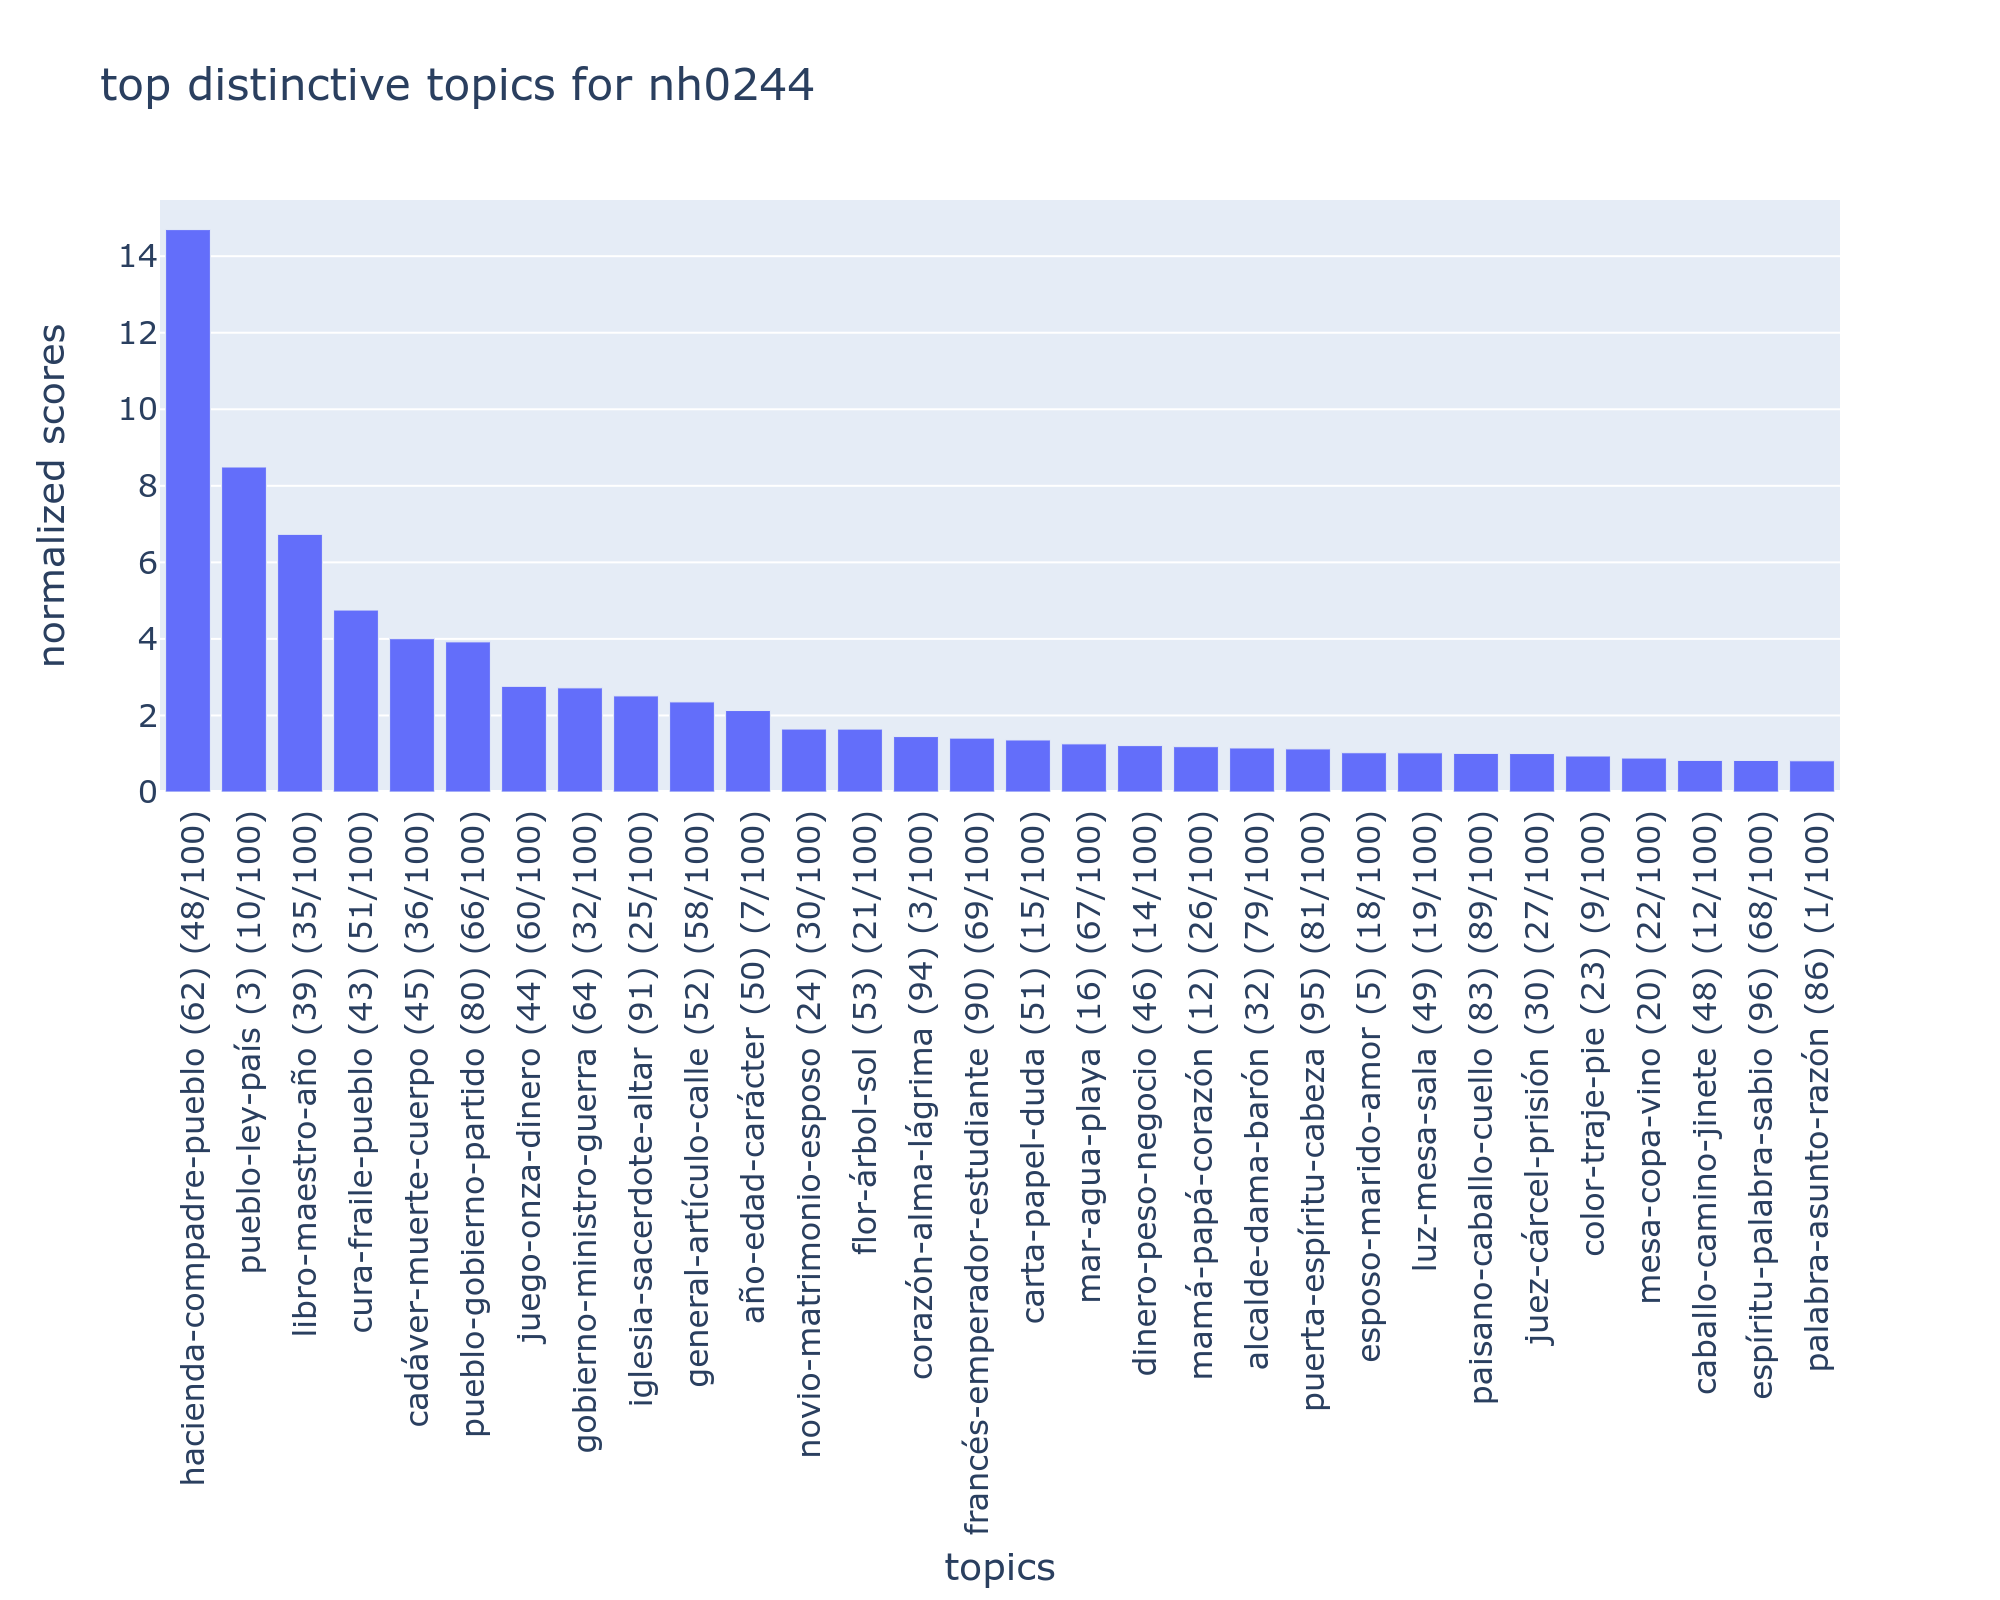 top distinctive topics for nh0244
normalized scores
14
12
10
8
6
4
2
0
hacienda-compadre-pueblo (62) (48/100)
pueblo-ley-país (3) (10/100)
libro-maestro-año (39) (35/100)
cura-fraile-pueblo (43) (51/100)
cadáver-muerte-cuerpo (45) (36/100)
pueblo-gobierno-partido (80) (66/100)
juego-onza-dinero (44) (60/100)
gobierno-ministro-guerra (64) (32/100)
iglesia-sacerdote-altar (91) (25/100)
general-artículo-calle (52) (58/100)
año-edad-carácter (50) (7/100)
novio-matrimonio-esposo (24) (30/100)
flor-árbol-sol (53) (21/100)
corazón-alma-lágrima (94) (3/100)
francés-emperador-estudiante (90) (69/100)
carta-papel-duda (51) (15/100)
mar-agua-playa (16) (67/100)
dinero-peso-negocio (46) (14/100)
mamá-papá-corazón (12) (26/100)
alcalde-dama-barón (32) (79/100)
puerta-espíritu-cabeza (95) (81/100)
esposo-marido-amor (5) (18/100)
luz-mesa-sala (49) (19/100)
paisano-caballo-cuello (83) (89/100)
juez-cárcel-prisión (30) (27/100)
color-traje-pie (23) (9/100)
mesa-copa-vino (20) (22/100)
caballo-camino-jinete (48) (12/100)
espíritu-palabra-sabio (96) (68/100)
palabra-asunto-razón (86) (1/100)
topics